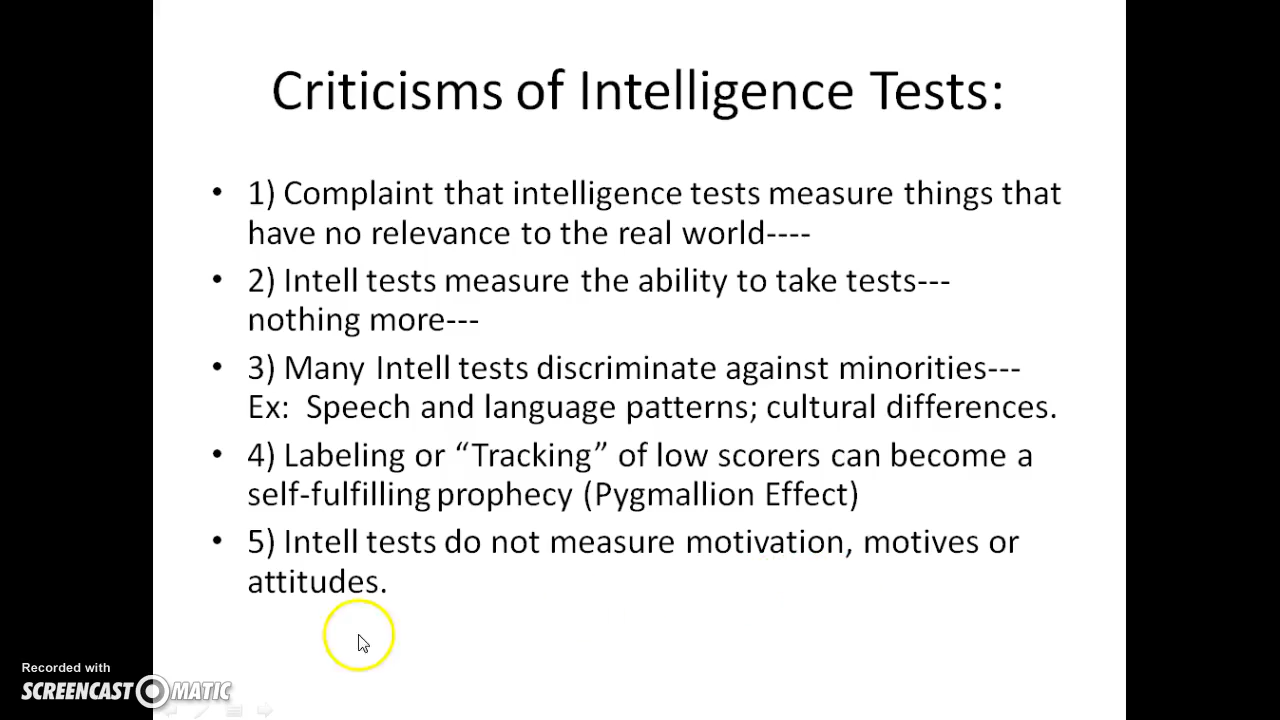 Criticisms of Intelligence Tests:
• 1) Complaint that intelligence tests measure things that
have no relevance to the real world----
• 2) Intell tests measure the ability to take tests---
nothing more---
• 3) Many Intell tests discriminate against minorities---
Ex:  Speech and language patterns; cultural differences.
• 4) Labeling or “Tracking” of low scorers can become a
self-fulfilling prophecy (Pygmallion Effect)
• 5) Intell tests do not measure motivation, motives or
attitudes.
Recorded with
SCREENCAST O MATIC